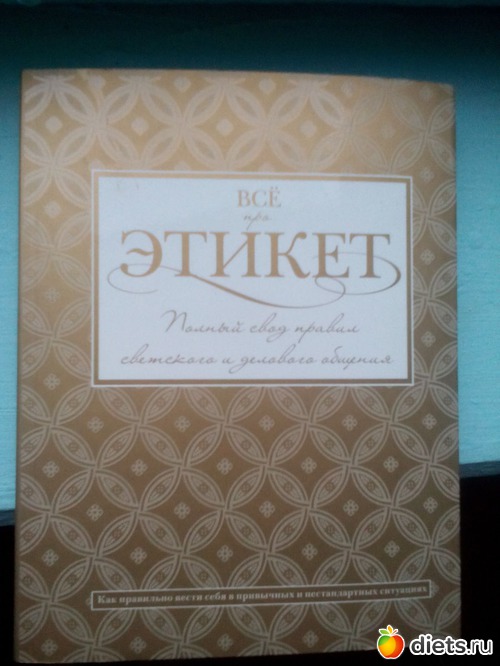 ВСЁ
про
ЭТИКЕТ
Полный свод правил
светского и делового общения
Как правильно вести себя в привычных и нестандартных ситуациях
diets.ru